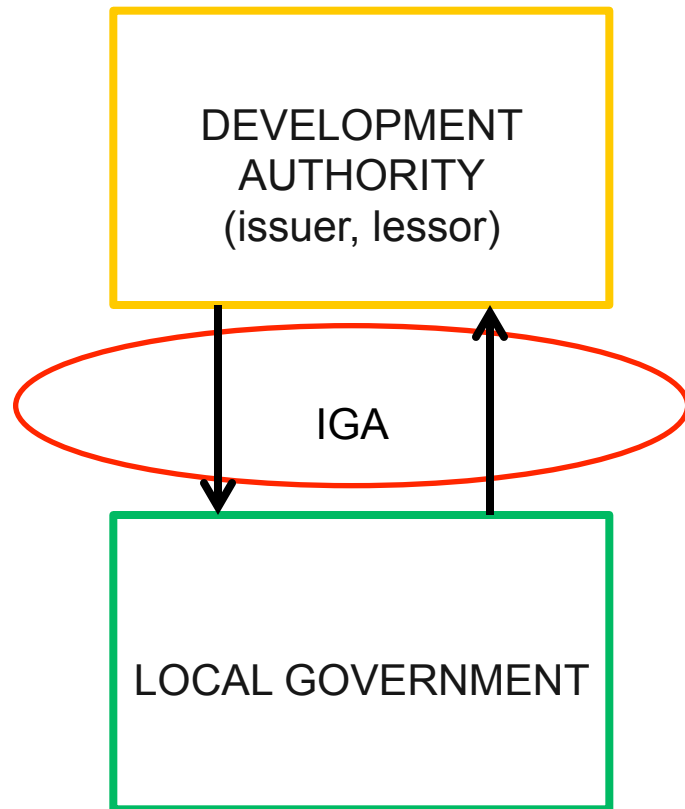 DEVELOPMENT
AUTHORITY
(issuer, lessor)
IGA
LOCAL GOVERNMENT